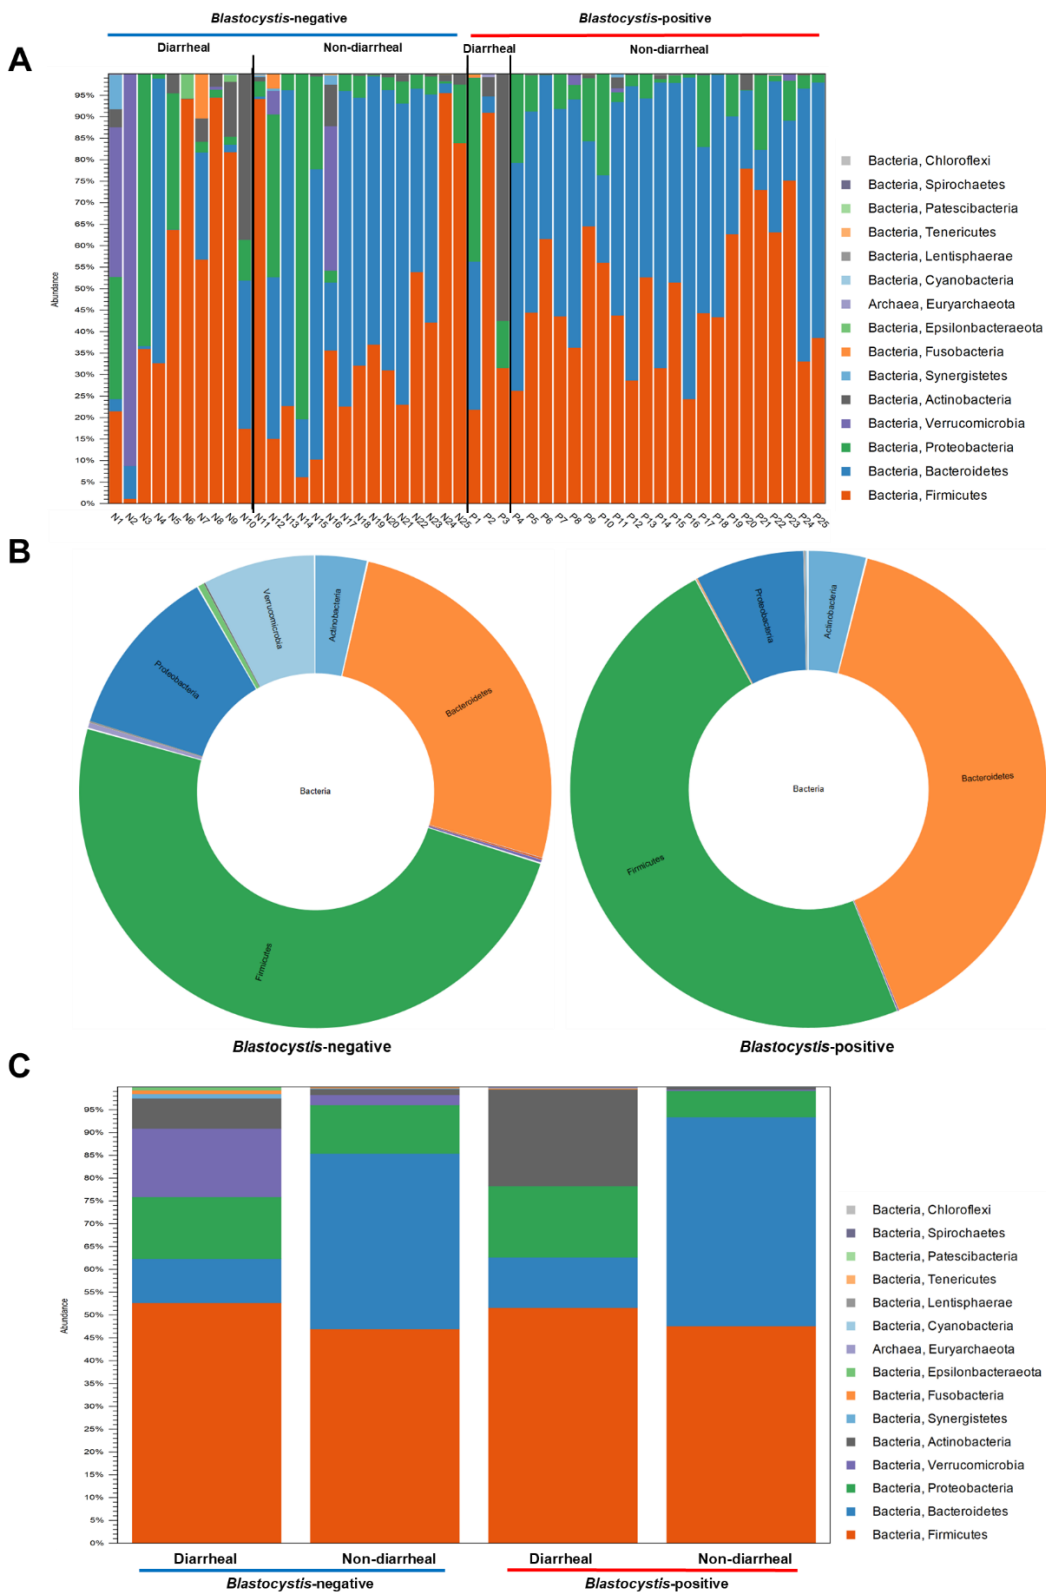 Blastocystis-negative
Blastocystis-positive
A
Diarrheal
Non-diarrheal
Diarrheal
Non-diarrheal
Abundance
95%
90%
85%
80%
75%
70%
65%
60%
55%
50%
45%
40%
35%
30%
25%
20%
15%
10%
5%
0%
N1 N2 N3 N4 N5 N6 N7 N8 N9 N10 N11 N12 N13 N14 N15 N16 N17 N18 N19 N20 N21 N22 N23 N24 N25 P1 P2 P3 P4 P5 P6 P7 P8 P9 P10 P11 P12 P13 P14 P15 P16 P17 P18 P19 P20 P21 P22 P23 P24 P25
Bacteria, Chloroflexi
Bacteria, Spirochaetes
Bacteria, Patescibacteria
Bacteria, Tenericutes
Bacteria, Lentisphaerae
Bacteria, Cyanobacteria
Archaea, Euryarchaeota
Bacteria, Epsilonbacteraeota
Bacteria, Fusobacteria
Bacteria, Synergistetes
Bacteria, Actinobacteria
Bacteria, Verrucomicrobia
Bacteria, Proteobacteria
Bacteria, Bacteroidetes
Bacteria, Firmicutes
B
Verrucomicrobia
Actinobacteria
Proteobacteria
Bacteroidetes
Bacteria
Firmicutes
Blastocystis-negative
Proteobacteria
Actinobacteria
Bacteroidetes
Bacteria
Firmicutes
Blastocystis-positive
C
Abundance
95%
90%
85%
80%
75%
70%
65%
60%
55%
50%
45%
40%
35%
30%
25%
20%
15%
10%
5%
0%
Diarrheal
Non-diarrheal
Diarrheal
Non-diarrheal
Blastocystis-negative
Blastocystis-positive
Bacteria, Chloroflexi
Bacteria, Spirochaetes
Bacteria, Patescibacteria
Bacteria, Tenericutes
Bacteria, Lentisphaerae
Bacteria, Cyanobacteria
Archaea, Euryarchaeota
Bacteria, Epsilonbacteraeota
Bacteria, Fusobacteria
Bacteria, Synergistetes
Bacteria, Actinobacteria
Bacteria, Verrucomicrobia
Bacteria, Proteobacteria
Bacteria, Bacteroidetes
Bacteria, Firmicutes